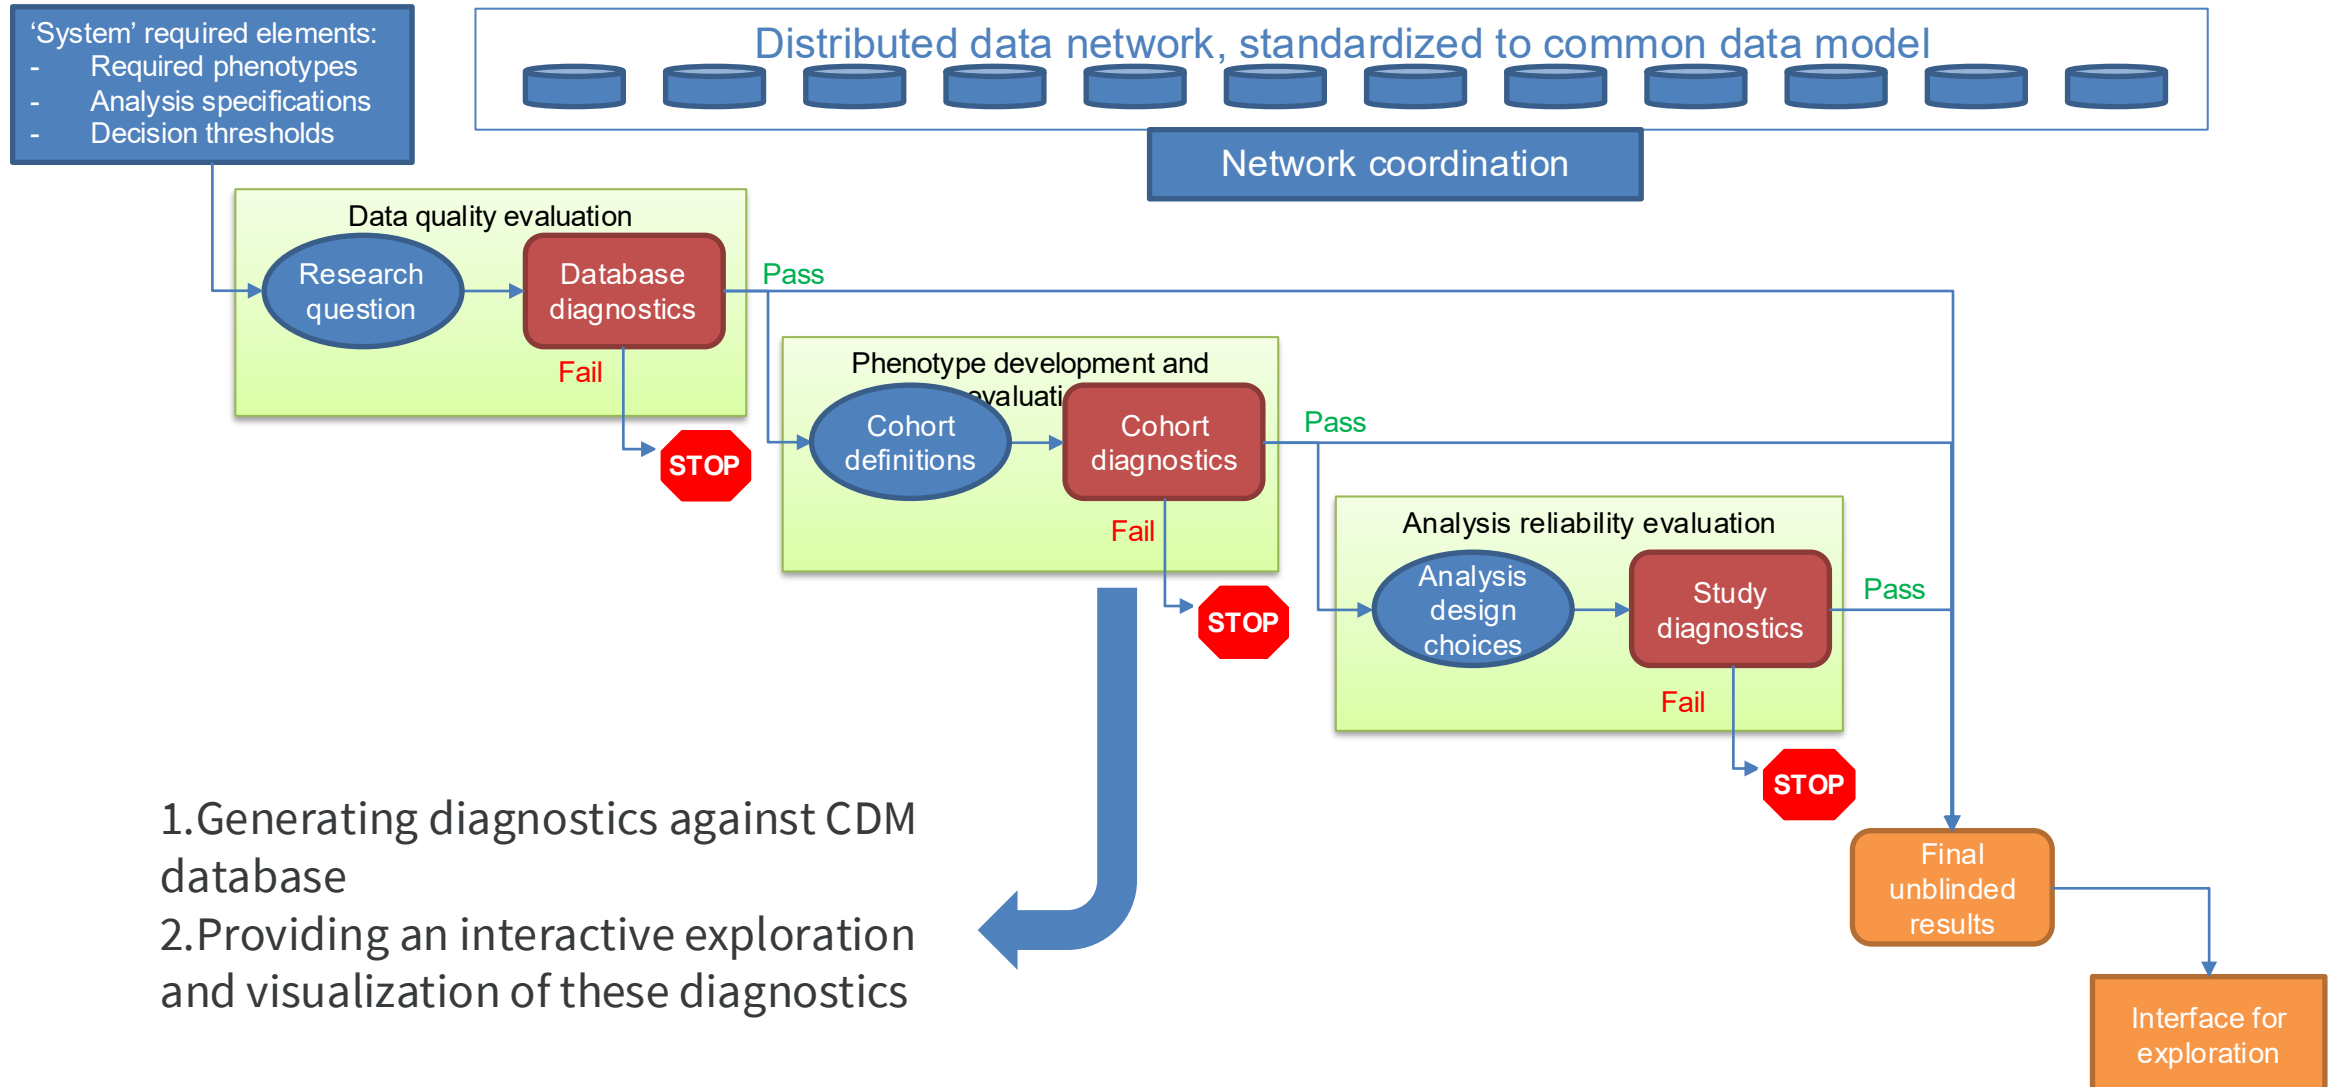 ‘System’ required elements:
- Required phenotypes
- Analysis specifications
- Decision thresholds
Distributed data network, standardized to common data model
Network coordination
Data quality evaluation
Research
question
Database
diagnostics
Pass
Fail
STOP
Phenotype development and
evaluati
Cohort
definitions
Cohort
diagnostics
Pass
Fail
STOP
Analysis reliability evaluation
Analysis
design
choices
Study
diagnostics
Pass
Fail
STOP
1.Generating diagnostics against CDM
database
2.Providing an interactive exploration
and visualization of these diagnostics
Final
unblinded
results
Interface for
exploration